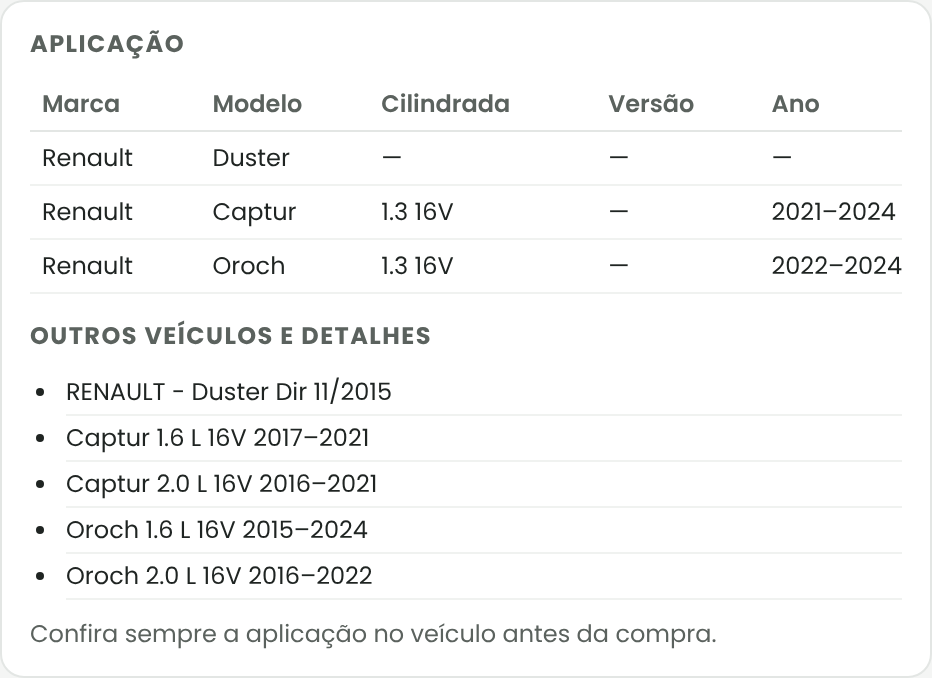 APLICAÇÃO
Marca Modelo Cilindrada Versão Ano
Renault Duster — — —
Renault Captur 1.3 16V — 2021–2024
Renault Oroch 1.3 16V — 2022–2024
OUTROS VEÍCULOS E DETALHES
• RENAULT - Duster Dir 11/2015
• Captur 1.6 L 16V 2017–2021
• Captur 2.0 L 16V 2016–2021
• Oroch 1.6 L 16V 2015–2024
• Oroch 2.0 L 16V 2016–2022
Confira sempre a aplicação no veículo antes da compra.